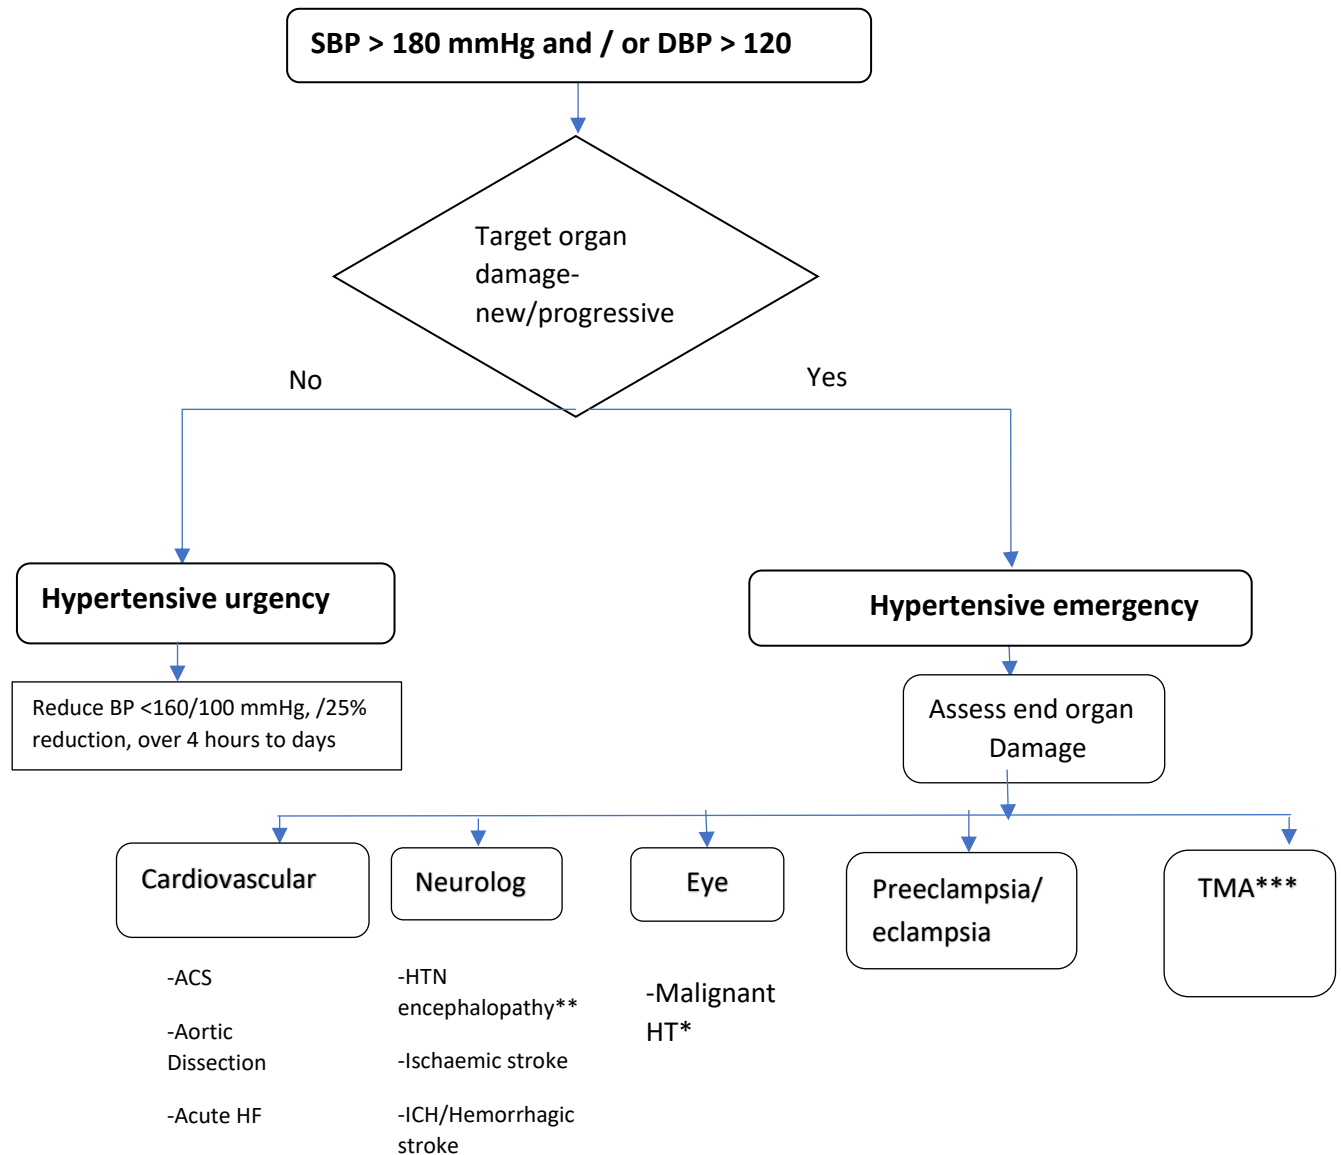 SBP > 180 mmHg and / or DBP > 120
Target organ
damage-
new/progressive
No
Yes
Hypertensive urgency
Hypertensive emergency
Reduce BP <160/100 mmHg, /25%
reduction, over 4 hours to days
Assess end organ
Damage
Cardiovascular
Neurolog
Eye
Preeclampsia/
eclampsia
TMA***
-ACS
-Aortic
Dissection
-Acute HF
-HTN
encephalopathy**
-Ischaemic stroke
-ICH/Hemorrhagic
stroke
-Malignant
HT*